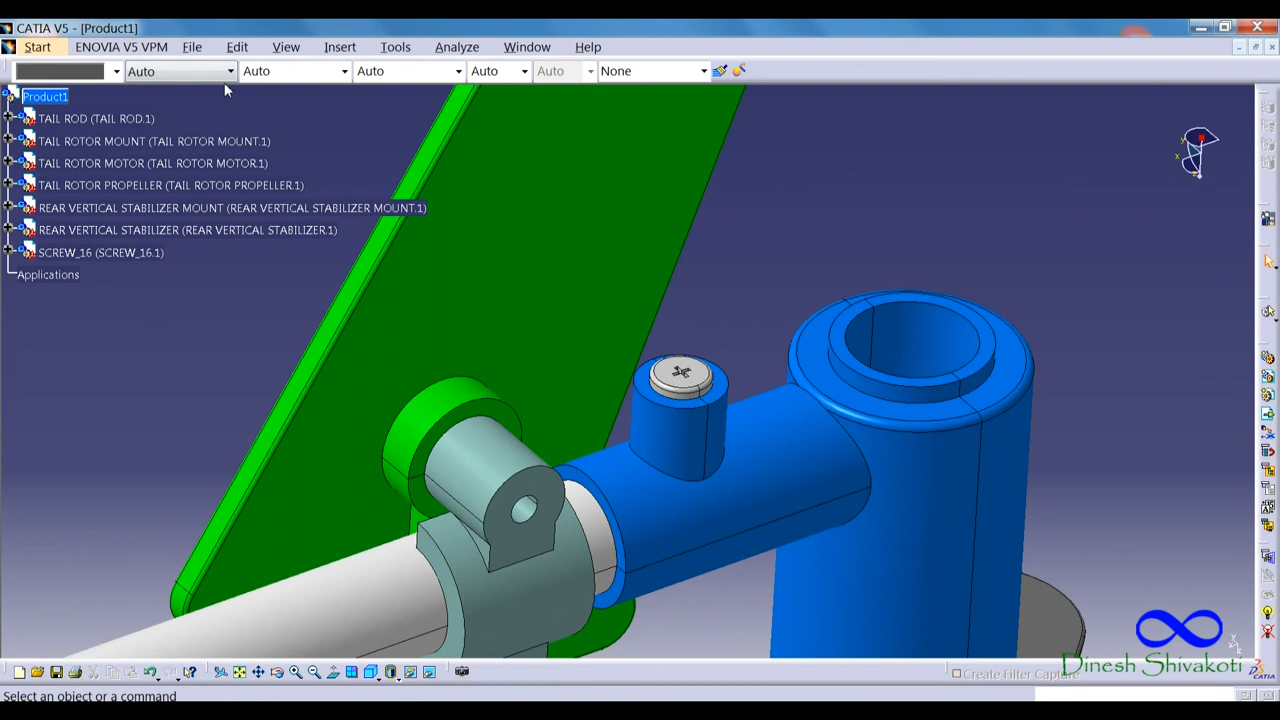 CATIA V5 - [Product1]
Start ENOVIA V5 VPM File Edit View Insert Tools Analyze Window Help
Auto Auto Auto Auto Auto None
Product1
TAIL ROD (TAIL ROD.1)
TAIL ROTOR MOUNT (TAIL ROTOR MOUNT.1)
TAIL ROTOR MOTOR (TAIL ROTOR MOTOR.1)
TAIL ROTOR PROPELLER (TAIL ROTOR PROPELLER.1)
REAR VERTICAL STABILIZER MOUNT (REAR VERTICAL STABILIZER MOUNT.1)
REAR VERTICAL STABILIZER (REAR VERTICAL STABILIZER.1)
SCREW_16 (SCREW_16.1)
Applications
Dinesh Shivakoti
Create Filter Capture
CATIA
Select an object or a command